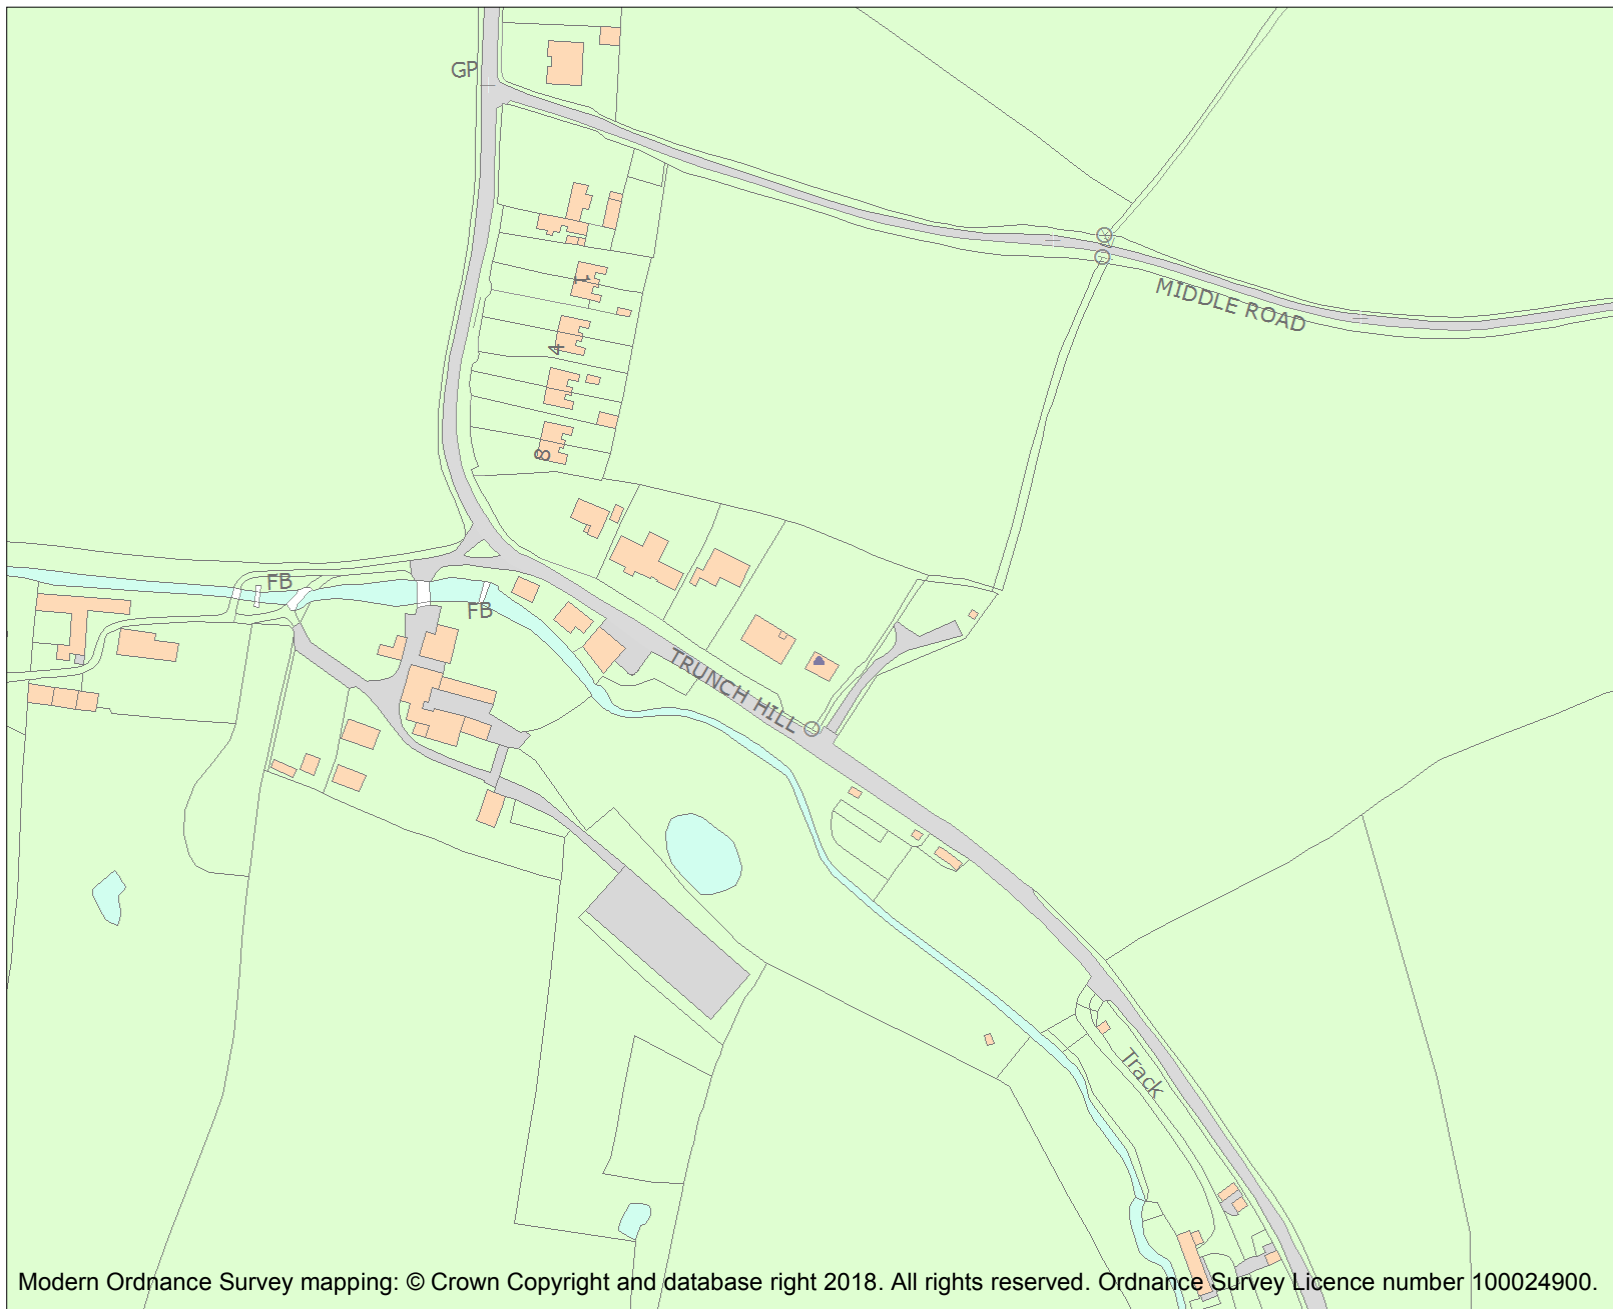 GP
MIDDLE ROAD
1
4
8
FB
FB
TRUNCH HILL
Track
Modern Ordnance Survey mapping: © Crown Copyright and database right 2018. All rights reserved. Ordnance Survey Licence number 100024900.